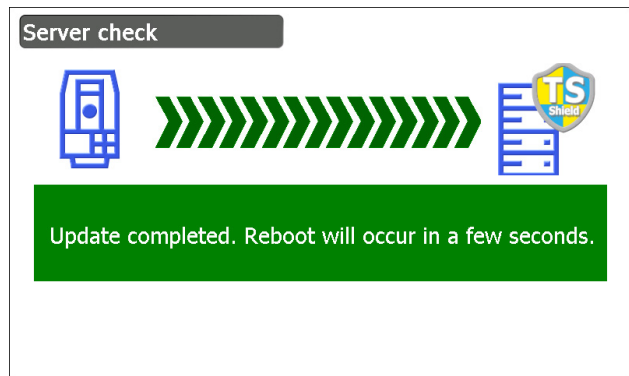 Server check
TS
Shield
Update completed. Reboot will occur in a few seconds.